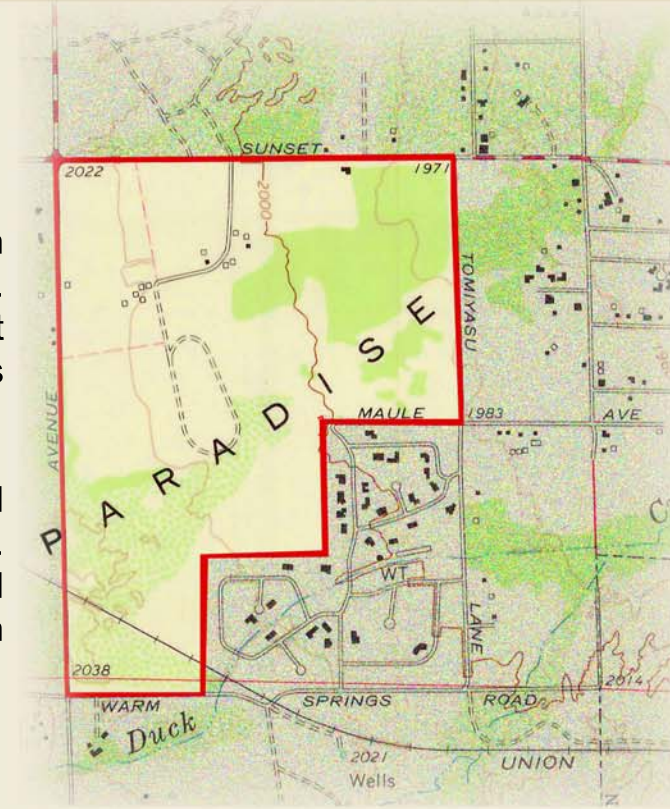 SUNSET
2022
1971
2000
TOMIYASU
PARADISE
MAULE
1983
AVE
AVENUE
C
WT
LANE
2038
2014
WARM SPRINGS ROAD
Duck
2021
UNION
Wells
Z